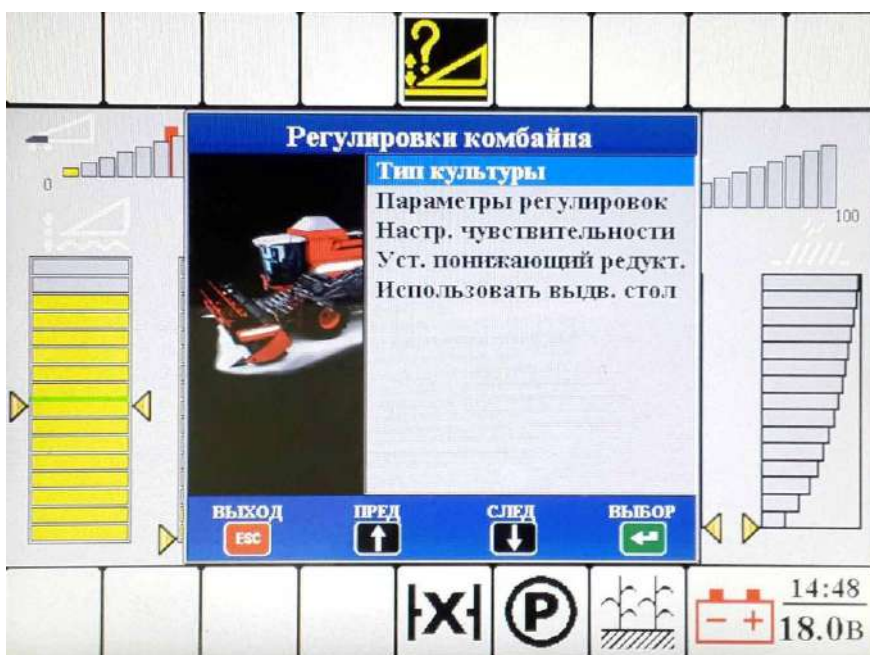 ?
Регулировки комбайна
Тип культуры
Параметры регулировок
Настр. чувствительности
Уст. понижающий редукт.
Использовать выдв. стол
0
100
ВЫХОД ПРЕД СЛЕД ВЫБОР
ESC
X P
14:48
18.0В